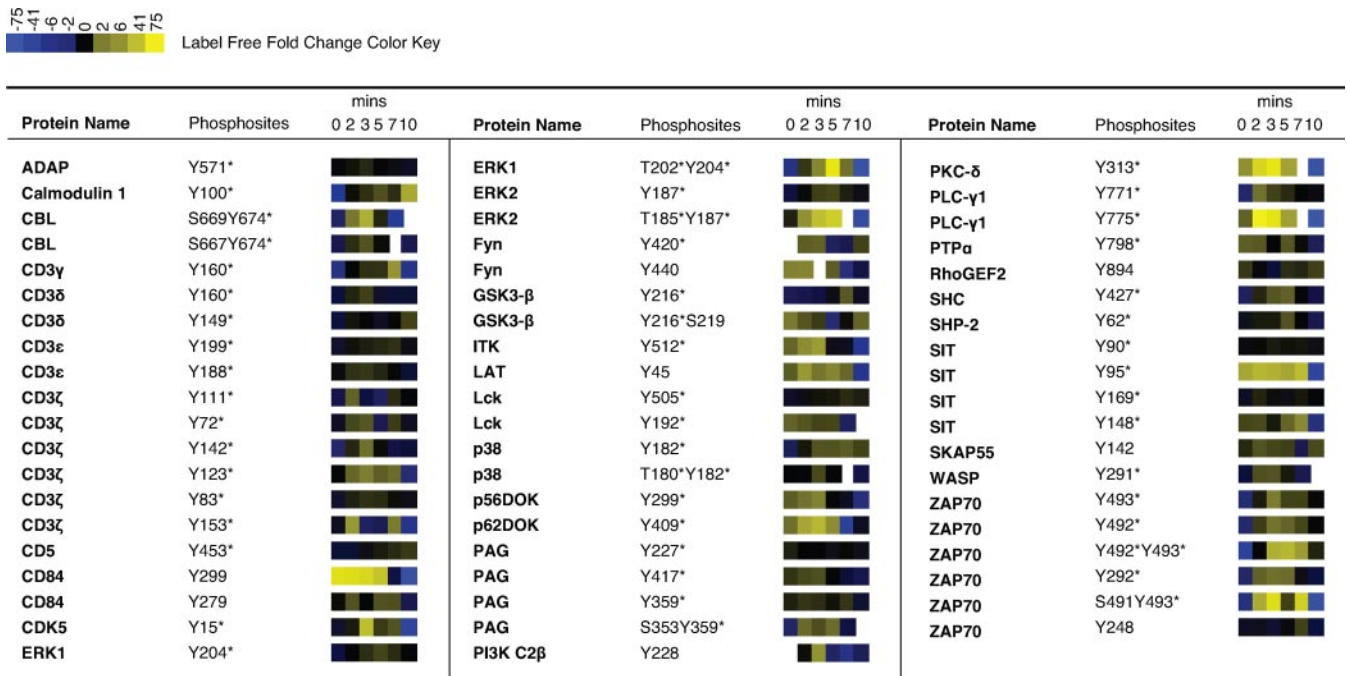 -75 -41 -6 -2 0 2 6 41 75
Label Free Fold Change Color Key
mins
Protein Name Phosphosites 0 2 3 5 7 10
ADAP Y571*
Calmodulin 1 Y100*
CBL S669Y674*
CBL S667Y674*
CD3γ Y160*
CD3δ Y160*
CD3δ Y149*
CD3ε Y199*
CD3ε Y188*
CD3ζ Y111*
CD3ζ Y72*
CD3ζ Y142*
CD3ζ Y123*
CD3ζ Y83*
CD3ζ Y153*
CD5 Y453*
CD84 Y299
CD84 Y279
CDK5 Y15*
ERK1 Y204*
mins
Protein Name Phosphosites 0 2 3 5 7 10
ERK1 T202*Y204*
ERK2 Y187*
ERK2 T185*Y187*
Fyn Y420*
Fyn Y440
GSK3-β Y216*
GSK3-β Y216*S219
ITK Y512*
LAT Y45
Lck Y505*
Lck Y192*
p38 Y182*
p38 T180*Y182*
p56DOK Y299*
p62DOK Y409*
PAG Y227*
PAG Y417*
PAG Y359*
PAG S353Y359*
PI3K C2β Y228
mins
Protein Name Phosphosites 0 2 3 5 7 10
PKC-δ Y313*
PLC-γ1 Y771*
PLC-γ1 Y775*
PTPα Y798*
RhoGEF2 Y894
SHC Y427*
SHP-2 Y62*
SIT Y90*
SIT Y95*
SIT Y169*
SIT Y148*
SKAP55 Y142
WASP Y291*
ZAP70 Y493*
ZAP70 Y492*
ZAP70 Y492*Y493*
ZAP70 Y292*
ZAP70 S491Y493*
ZAP70 Y248